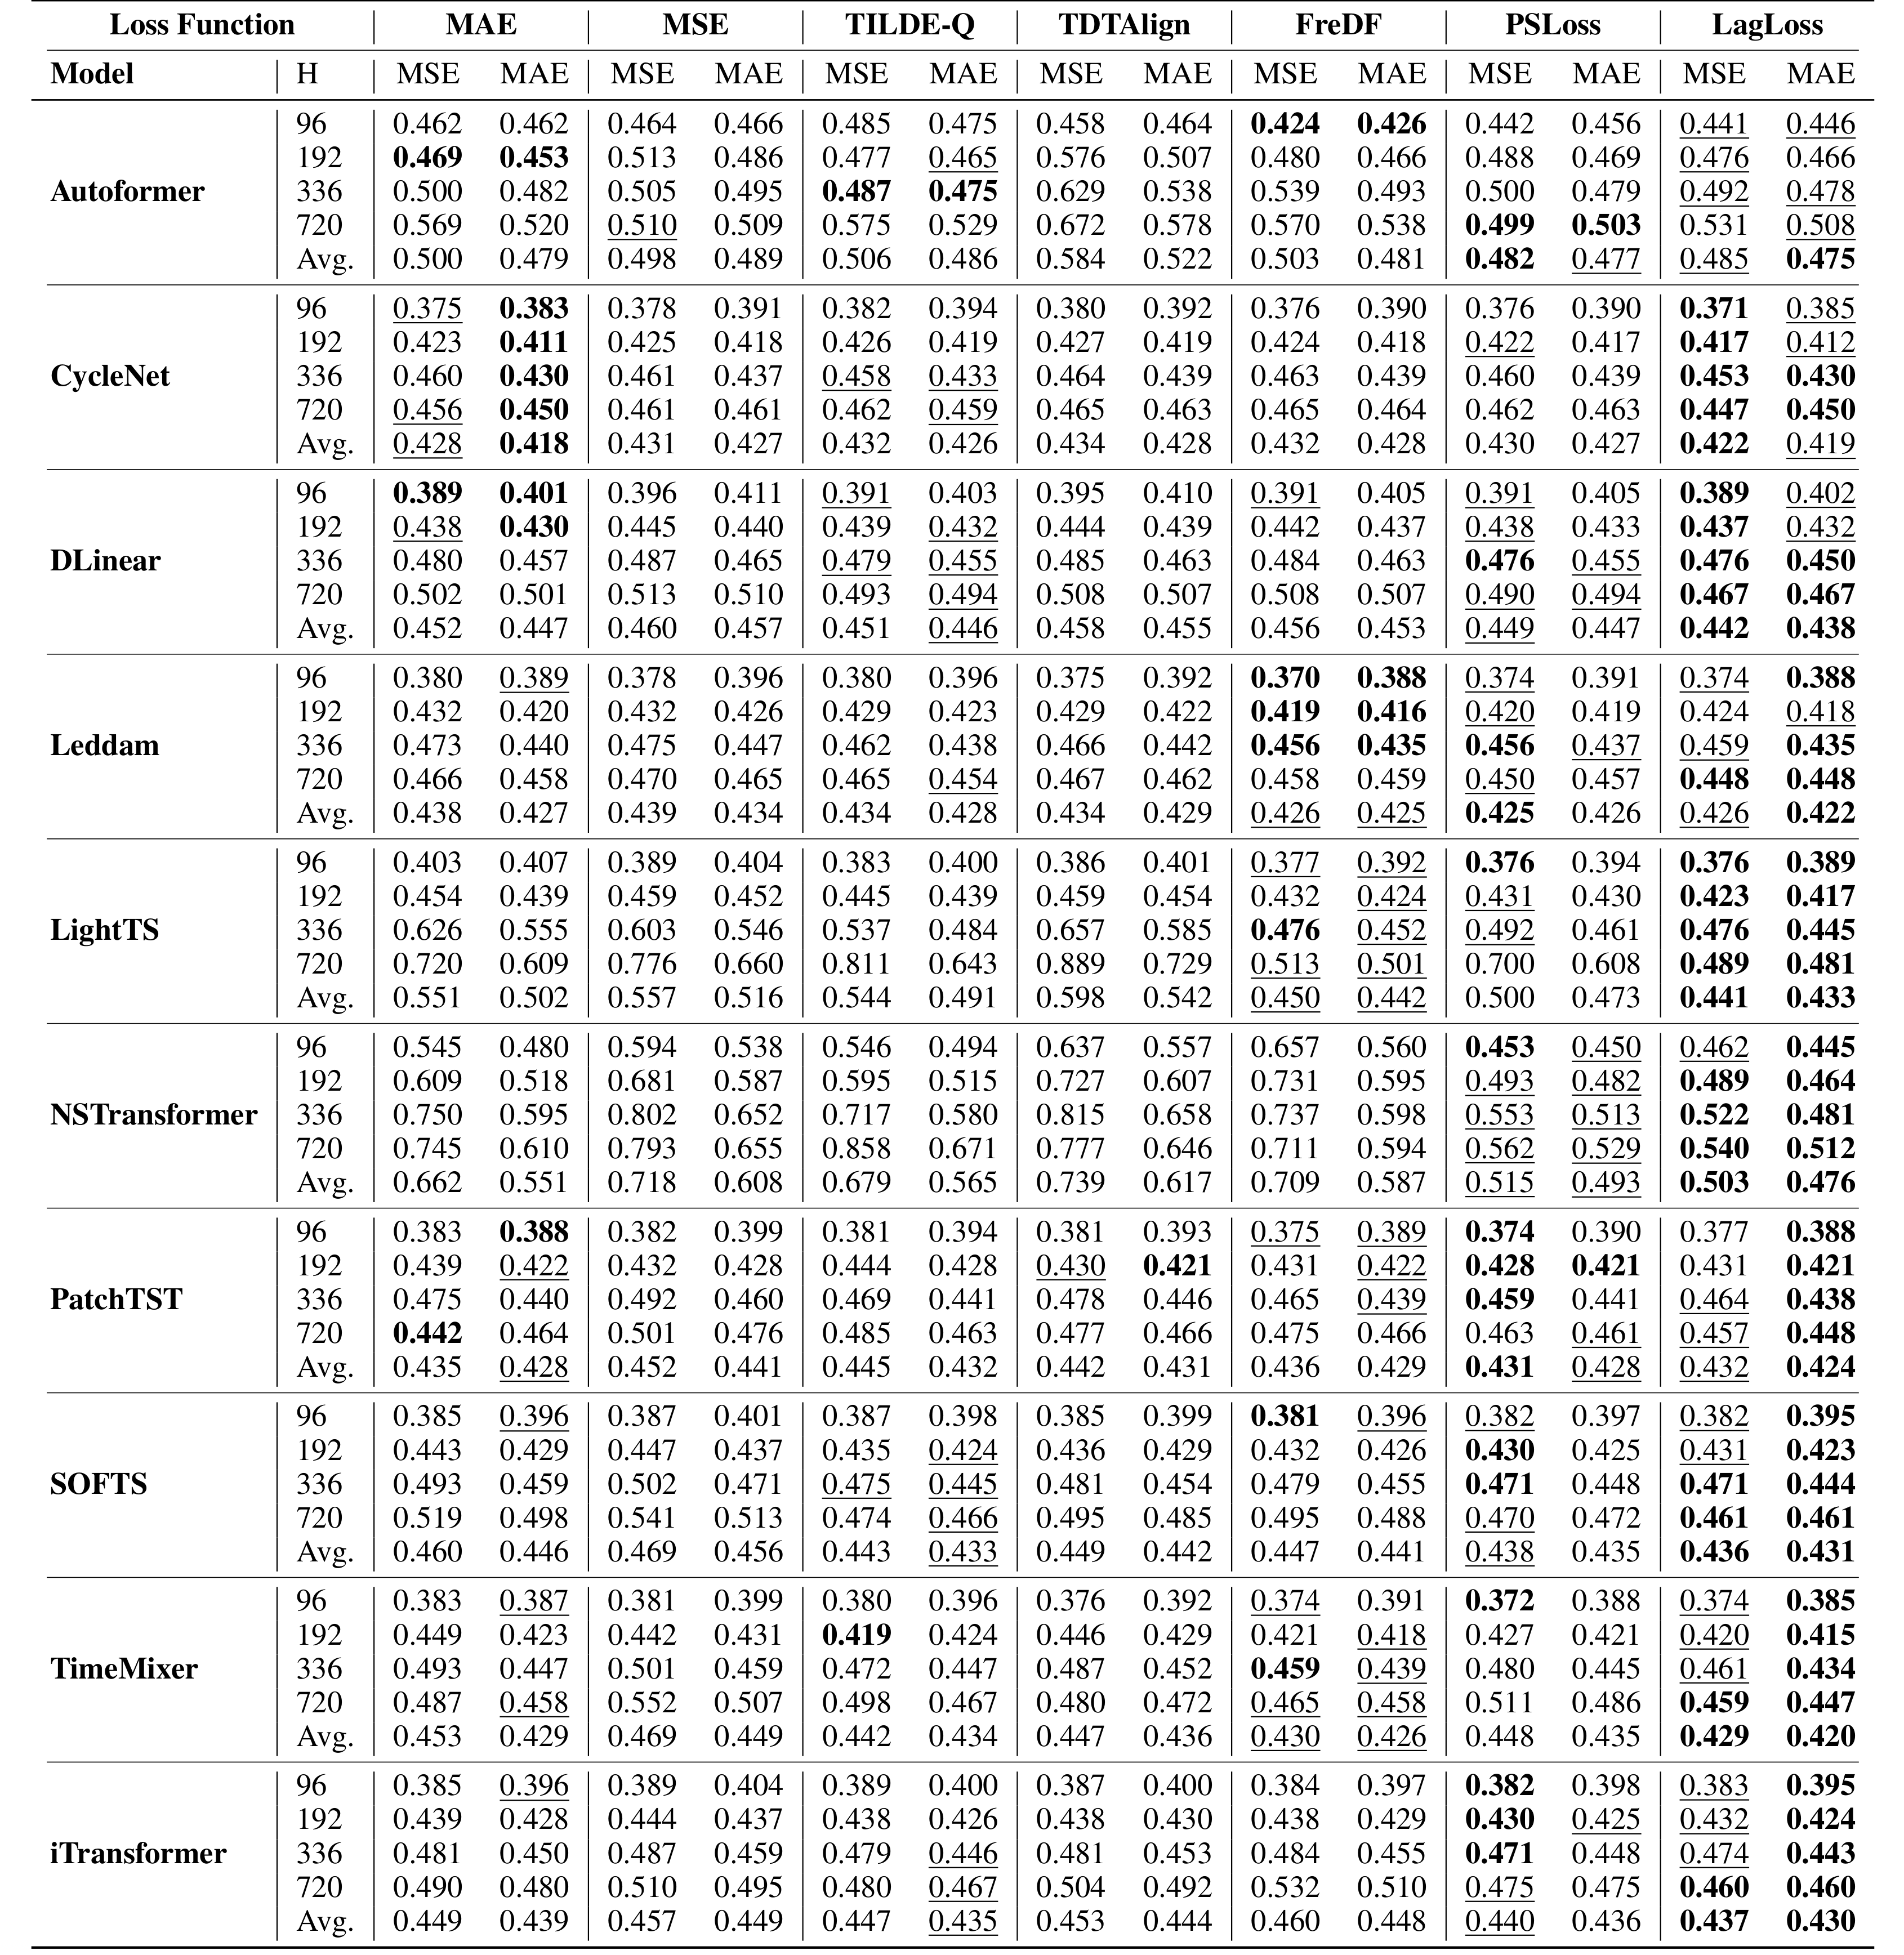 Loss Function MAE MSE TILDE-Q TDTAlign FreDF PSLoss LagLoss
Model H MSE MAE MSE MAE MSE MAE MSE MAE MSE MAE MSE MAE MSE MAE
96 0.462 0.462 0.464 0.466 0.485 0.475 0.458 0.464 0.424 0.426 0.442 0.456 0.441 0.446
192 0.469 0.453 0.513 0.486 0.477 0.465 0.576 0.507 0.480 0.466 0.488 0.469 0.476 0.466
Autoformer 336 0.500 0.482 0.505 0.495 0.487 0.475 0.629 0.538 0.539 0.493 0.500 0.479 0.492 0.478
720 0.569 0.520 0.510 0.509 0.575 0.529 0.672 0.578 0.570 0.538 0.499 0.503 0.531 0.508
Avg. 0.500 0.479 0.498 0.489 0.506 0.486 0.584 0.522 0.503 0.481 0.482 0.477 0.485 0.475
96 0.375 0.383 0.378 0.391 0.382 0.394 0.380 0.392 0.376 0.390 0.376 0.390 0.371 0.385
192 0.423 0.411 0.425 0.418 0.426 0.419 0.427 0.419 0.424 0.418 0.422 0.417 0.417 0.412
CycleNet 336 0.460 0.430 0.461 0.437 0.458 0.433 0.464 0.439 0.463 0.439 0.460 0.439 0.453 0.430
720 0.456 0.450 0.461 0.461 0.462 0.459 0.465 0.463 0.465 0.464 0.462 0.463 0.447 0.450
Avg. 0.428 0.418 0.431 0.427 0.432 0.426 0.434 0.428 0.432 0.428 0.430 0.427 0.422 0.419
96 0.389 0.401 0.396 0.411 0.391 0.403 0.395 0.410 0.391 0.405 0.391 0.405 0.389 0.402
192 0.438 0.430 0.445 0.440 0.439 0.432 0.444 0.439 0.442 0.437 0.438 0.433 0.437 0.432
DLinear 336 0.480 0.457 0.487 0.465 0.479 0.455 0.485 0.463 0.484 0.463 0.476 0.455 0.476 0.450
720 0.502 0.501 0.513 0.510 0.493 0.494 0.508 0.507 0.508 0.507 0.490 0.494 0.467 0.467
Avg. 0.452 0.447 0.460 0.457 0.451 0.446 0.458 0.455 0.456 0.453 0.449 0.447 0.442 0.438
96 0.380 0.389 0.378 0.396 0.380 0.396 0.375 0.392 0.370 0.388 0.374 0.391 0.374 0.388
192 0.432 0.420 0.432 0.426 0.429 0.423 0.429 0.422 0.419 0.416 0.420 0.419 0.424 0.418
Leddam 336 0.473 0.440 0.475 0.447 0.462 0.438 0.466 0.442 0.456 0.435 0.456 0.437 0.459 0.435
720 0.466 0.458 0.470 0.465 0.465 0.454 0.467 0.462 0.458 0.459 0.450 0.457 0.448 0.448
Avg. 0.438 0.427 0.439 0.434 0.434 0.428 0.434 0.429 0.426 0.425 0.425 0.426 0.426 0.422
96 0.403 0.407 0.389 0.404 0.383 0.400 0.386 0.401 0.377 0.392 0.376 0.394 0.376 0.389
192 0.454 0.439 0.459 0.452 0.445 0.439 0.459 0.454 0.432 0.424 0.431 0.430 0.423 0.417
LightTS 336 0.626 0.555 0.603 0.546 0.537 0.484 0.657 0.585 0.476 0.452 0.492 0.461 0.476 0.445
720 0.720 0.609 0.776 0.660 0.811 0.643 0.889 0.729 0.513 0.501 0.700 0.608 0.489 0.481
Avg. 0.551 0.502 0.557 0.516 0.544 0.491 0.598 0.542 0.450 0.442 0.500 0.473 0.441 0.433
96 0.545 0.480 0.594 0.538 0.546 0.494 0.637 0.557 0.657 0.560 0.453 0.450 0.462 0.445
192 0.609 0.518 0.681 0.587 0.595 0.515 0.727 0.607 0.731 0.595 0.493 0.482 0.489 0.464
NSTransformer 336 0.750 0.595 0.802 0.652 0.717 0.580 0.815 0.658 0.737 0.598 0.553 0.513 0.522 0.481
720 0.745 0.610 0.793 0.655 0.858 0.671 0.777 0.646 0.711 0.594 0.562 0.529 0.540 0.512
Avg. 0.662 0.551 0.718 0.608 0.679 0.565 0.739 0.617 0.709 0.587 0.515 0.493 0.503 0.476
96 0.383 0.388 0.382 0.399 0.381 0.394 0.381 0.393 0.375 0.389 0.374 0.390 0.377 0.388
192 0.439 0.422 0.432 0.428 0.444 0.428 0.430 0.421 0.431 0.422 0.428 0.421 0.431 0.421
PatchTST 336 0.475 0.440 0.492 0.460 0.469 0.441 0.478 0.446 0.465 0.439 0.459 0.441 0.464 0.438
720 0.442 0.464 0.501 0.476 0.485 0.463 0.477 0.466 0.475 0.466 0.463 0.461 0.457 0.448
Avg. 0.435 0.428 0.452 0.441 0.445 0.432 0.442 0.431 0.436 0.429 0.431 0.428 0.432 0.424
96 0.385 0.396 0.387 0.401 0.387 0.398 0.385 0.399 0.381 0.396 0.382 0.397 0.382 0.395
192 0.443 0.429 0.447 0.437 0.435 0.424 0.436 0.429 0.432 0.426 0.430 0.425 0.431 0.423
SOFTS 336 0.493 0.459 0.502 0.471 0.475 0.445 0.481 0.454 0.479 0.455 0.471 0.448 0.471 0.444
720 0.519 0.498 0.541 0.513 0.474 0.466 0.495 0.485 0.495 0.488 0.470 0.472 0.461 0.461
Avg. 0.460 0.446 0.469 0.456 0.443 0.433 0.449 0.442 0.447 0.441 0.438 0.435 0.436 0.431
96 0.383 0.387 0.381 0.399 0.380 0.396 0.376 0.392 0.374 0.391 0.372 0.388 0.374 0.385
192 0.449 0.423 0.442 0.431 0.419 0.424 0.446 0.429 0.421 0.418 0.427 0.421 0.420 0.415
TimeMixer 336 0.493 0.447 0.501 0.459 0.472 0.447 0.487 0.452 0.459 0.439 0.480 0.445 0.461 0.434
720 0.487 0.458 0.552 0.507 0.498 0.467 0.480 0.472 0.465 0.458 0.511 0.486 0.459 0.447
Avg. 0.453 0.429 0.469 0.449 0.442 0.434 0.447 0.436 0.430 0.426 0.448 0.435 0.429 0.420
96 0.385 0.396 0.389 0.404 0.389 0.400 0.387 0.400 0.384 0.397 0.382 0.398 0.383 0.395
192 0.439 0.428 0.444 0.437 0.438 0.426 0.438 0.430 0.438 0.429 0.430 0.425 0.432 0.424
iTransformer 336 0.481 0.450 0.487 0.459 0.479 0.446 0.481 0.453 0.484 0.455 0.471 0.448 0.474 0.443
720 0.490 0.480 0.510 0.495 0.480 0.467 0.504 0.492 0.532 0.510 0.475 0.475 0.460 0.460
Avg. 0.449 0.439 0.457 0.449 0.447 0.435 0.453 0.444 0.460 0.448 0.440 0.436 0.437 0.430